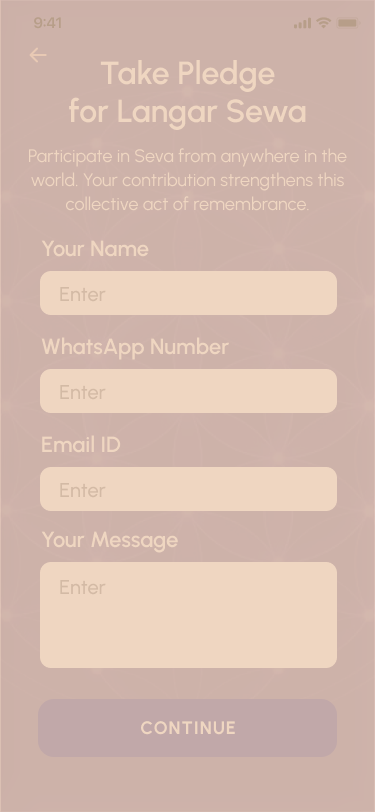 9:41
Take Pledge
for Langar Sewa
Participate in Seva from anywhere in the
world. Your contribution strengthens this
collective act of remembrance.
Your Name
Enter
WhatsApp Number
Enter
Email ID
Enter
Your Message
Enter
CONTINUE